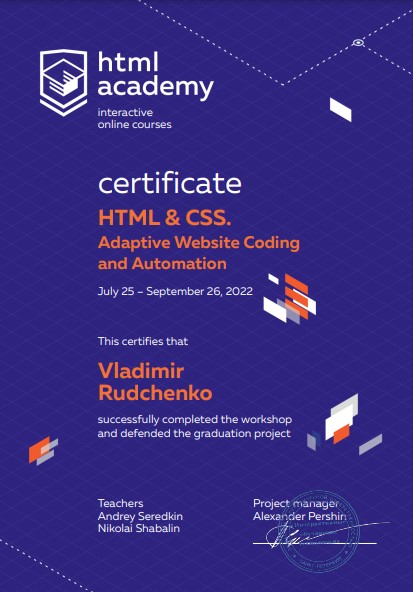 html
academy
interactive
online courses
certificate
HTML & CSS.
Adaptive Website Coding
and Automation
July 25 – September 26, 2022
This certifies that
Vladimir
Rudchenko
successfully completed the workshop
and defended the graduation project
Teachers
Andrey Seredkin
Nikolai Shabalin
Project manager
Alexander Pershin